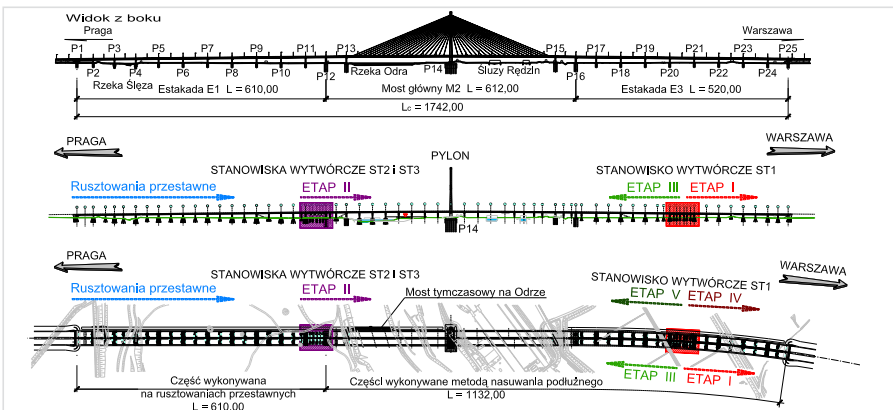 Widok z boku
Praga
Warszawa
P1 P3 P5 P7 P9 P11 P13 P15 P17 P19 P21 P23 P25
P2 P4 P6 P8 P10 P12 P14 P16 P18 P20 P22 P24
Rzeka Ślęza
Rzeka Odra
Śluzy Rędzin
Estakada E1 L = 610,00
Most główny M2 L = 612,00
Estakada E3 L = 520,00
Lc = 1742,00
PRAGA
WARSZAWA
PYLON
STANOWISKA WYTWÓRCZE ST2 i ST3
STANOWISKO WYTWÓRCZE ST1
Rusztowania przestawne
ETAP II
ETAP III
ETAP I
P14
PRAGA
WARSZAWA
STANOWISKA WYTWÓRCZE ST2 I ST3
STANOWISKO WYTWÓRCZE ST1
Rusztowania przestawne
ETAP II
Most tymczasowy na Odrze
ETAP V
ETAP IV
ETAP III
ETAP I
Część wykonywana
na rusztowaniach przestawnych
L = 610,00
Części wykonywane metodą nasuwania podłużnego
L = 1132,00